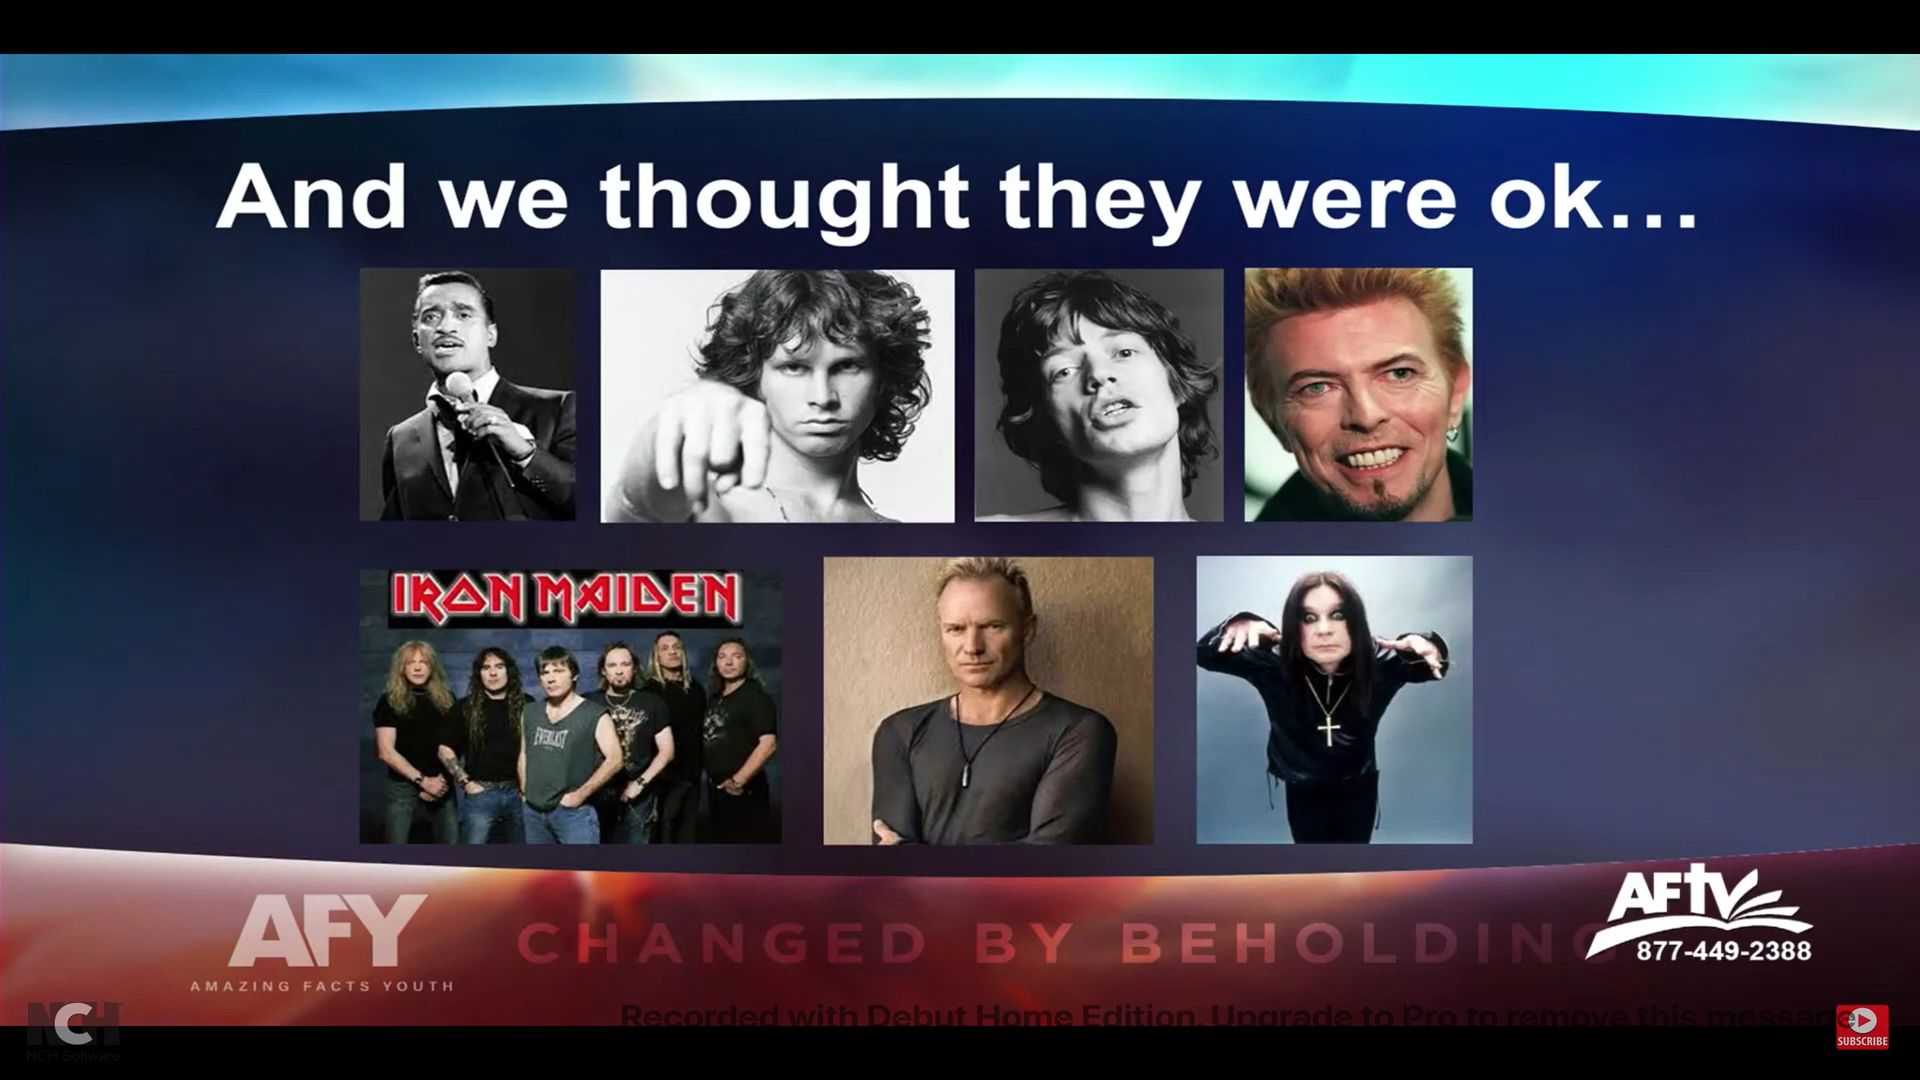 And we thought they were ok...
IRON MAIDEN
EVERLAST
AFY
AMAZING FACTS YOUTH
CHANGED BY BEHOLDING
AFTV
877-449-2388
NCH
NCH Software
Recorded with Debut Home Edition. Upgrade to Pro to remove this message
SUBSCRIBE